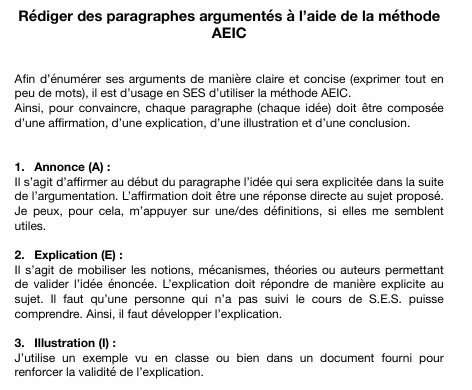 Rédiger des paragraphes argumentés à l'aide de la méthode
AEIC
Afin d'énumérer ses arguments de manière claire et concise (exprimer tout en
peu de mots), il est d'usage en SES d'utiliser la méthode AEIC.
Ainsi, pour convaincre, chaque paragraphe (chaque idée) doit être composée
d'une affirmation, d'une explication, d'une illustration et d'une conclusion.
1. Annonce (A) :
Il s'agit d'affirmer au début du paragraphe l'idée qui sera explicitée dans la suite
de l'argumentation. L'affirmation doit être une réponse directe au sujet proposé.
Je peux, pour cela, m'appuyer sur une/des définitions, si elles me semblent
utiles.
2. Explication (E) :
Il s'agit de mobiliser les notions, mécanismes, théories ou auteurs permettant
de valider l'idée énoncée. L'explication doit répondre de manière explicite au
sujet. Il faut qu'une personne qui n'a pas suivi le cours de S.E.S. puisse
comprendre. Ainsi, il faut développer l'explication.
3. Illustration (I) :
J'utilise un exemple vu en classe ou bien dans un document fourni pour
renforcer la validité de l'explication.